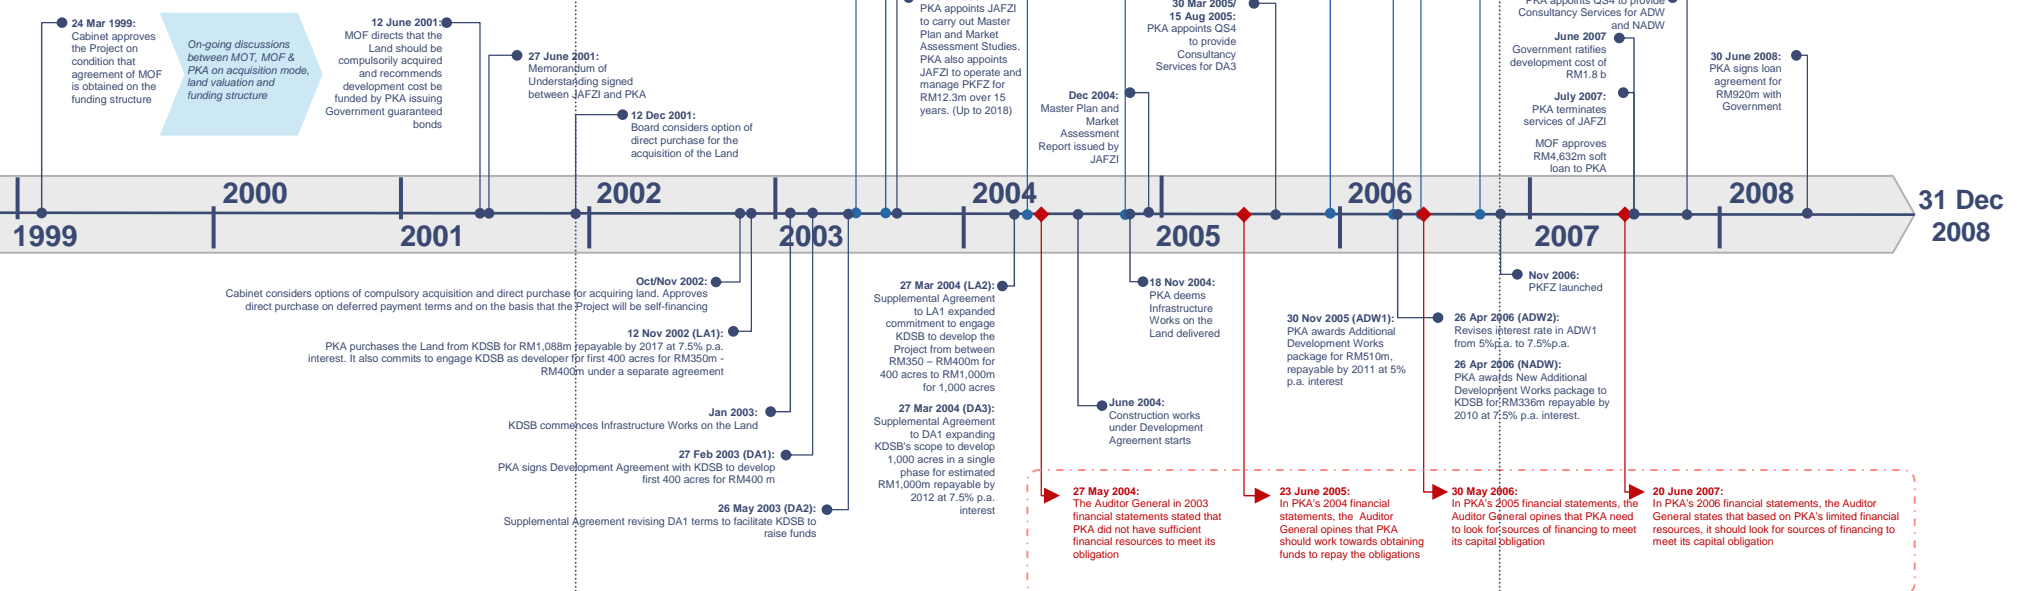 24 Mar 1999:
Cabinet approves
the Project on
condition that
agreement of MOF
is obtained on the
funding structure
On-going discussions
between MOT, MOF &
PKA on acquisition mode,
land valuation and
funding structure
12 June 2001:
MOF directs that the
Land should be
compulsorily acquired
and recommends
development cost be
funded by PKA issuing
Government guaranteed
bonds
27 June 2001:
Memorandum of
Understanding signed
between JAFZI and PKA
12 Dec 2001:
Board considers option of
direct purchase for the
acquisition of the Land
PKA appoints JAFZI
to carry out Master
Plan and Market
Assessment Studies.
PKA also appoints
JAFZI to operate and
manage PKFZ for
RM12.3m over 15
years. (Up to 2018)
Dec 2004:
Master Plan and
Market
Assessment
Report issued by
JAFZI
30 Mar 2005/
15 Aug 2005:
PKA appoints QS4
to provide
Consultancy
Services for DA3
PKA appoints QS4 to provide
Consultancy Services for ADW
and NADW
June 2007
Government ratifies
development cost of
RM1.8 b
July 2007:
PKA terminates
services of JAFZI
MOF approves
RM4,632m soft
loan to PKA
30 June 2008:
PKA signs loan
agreement for
RM920m with
Government
2000
2002
2004
2006
2008
31 Dec
2008
1999
2001
2003
2005
2007
Oct/Nov 2002:
Cabinet considers options of compulsory acquisition and direct purchase for acquiring land. Approves
direct purchase on deferred payment terms and on the basis that the Project will be self-financing
12 Nov 2002 (LA1):
PKA purchases the Land from KDSB for RM1,088m repayable by 2017 at 7.5% p.a.
interest. It also commits to engage KDSB as developer for first 400 acres for RM350m -
RM400m under a separate agreement
Jan 2003:
KDSB commences Infrastructure Works on the Land
27 Feb 2003 (DA1):
PKA signs Development Agreement with KDSB to develop
first 400 acres for RM400 m
26 May 2003 (DA2):
Supplemental Agreement revising DA1 terms to facilitate KDSB to
raise funds
27 Mar 2004 (LA2):
Supplemental Agreement
to LA1 expanded
commitment to engage
KDSB to develop the
Project from between
RM350 – RM400m for
400 acres to RM1,000m
for 1,000 acres
27 Mar 2004 (DA3):
Supplemental Agreement
to DA1 expanding
KDSB's scope to develop
1,000 acres in a single
phase for estimated
RM1,000m repayable by
2012 at 7.5% p.a.
interest
18 Nov 2004:
PKA deems
Infrastructure
Works on the
Land delivered
June 2004:
Construction works
under Development
Agreement starts
30 Nov 2005 (ADW1):
PKA awards Additional
Development Works
package for RM510m,
repayable by 2011 at 5%
p.a. interest
Nov 2006:
PKFZ launched
26 Apr 2006 (ADW2):
Revises interest rate in ADW1
from 5%p.a. to 7.5%p.a.
26 Apr 2006 (NADW):
PKA awards New Additional
Development Works package to
KDSB for RM336m repayable by
2010 at 7.5% p.a. interest.
27 May 2004:
The Auditor General in 2003
financial statements stated that
PKA did not have sufficient
financial resources to meet its
obligation
23 June 2005:
In PKA's 2004 financial
statements, the Auditor
General opines that PKA
should work towards obtaining
funds to repay the obligations
30 May 2006:
In PKA's 2005 financial statements, the
Auditor General opines that PKA need
to look for sources of financing to meet
its capital obligation
20 June 2007:
In PKA's 2006 financial statements, the Auditor
General states that based on PKA's limited financial
resources, it should look for sources of financing to
meet its capital obligation